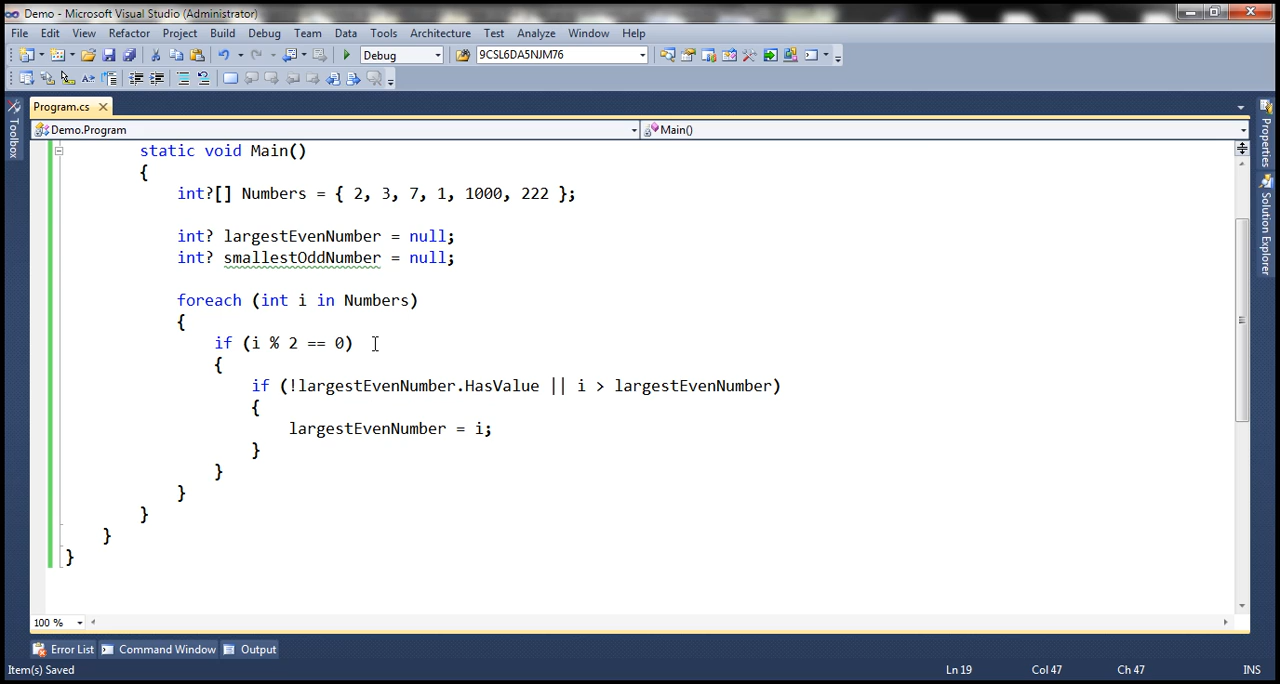 Demo - Microsoft Visual Studio (Administrator)
File Edit View Refactor Project Build Debug Team Data Tools Architecture Test Analyze Window Help
Debug 9CSL6DA5NJM76
Program.cs
Demo.Program Main()
Toolbox
static void Main()
{
int?[] Numbers = { 2, 3, 7, 1, 1000, 222 };
int? largestEvenNumber = null;
int? smallestOddNumber = null;
foreach (int i in Numbers)
{
if (i % 2 == 0)
{
if (!largestEvenNumber.HasValue || i > largestEvenNumber)
{
largestEvenNumber = i;
}
}
}
}
}
}
Properties
Solution Explorer
100 %
Error List Command Window Output
Item(s) Saved Ln 19 Col 47 Ch 47 INS